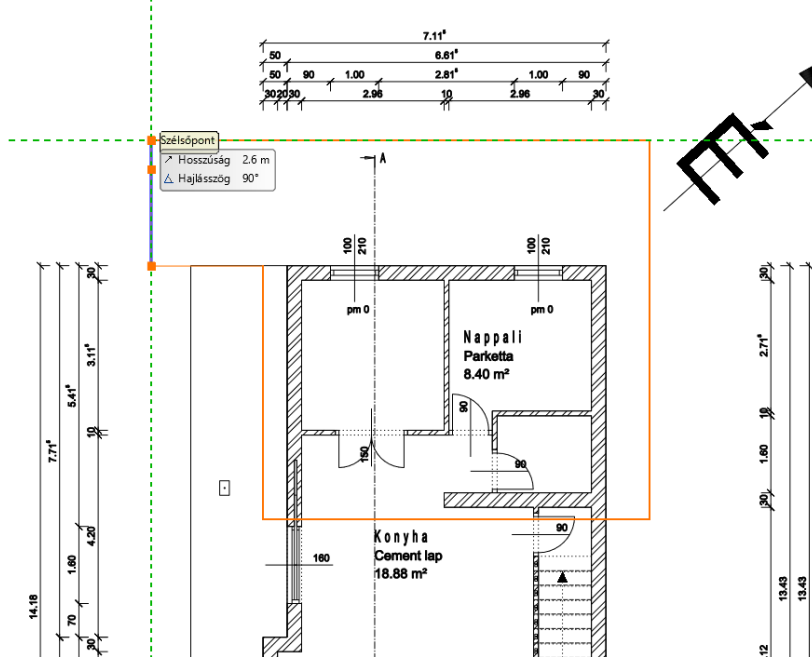 7.11⁵
50 6.61⁵
50 90 1.00 2.81⁵ 1.00 90
30 20 30 2.96 10 2.96 30
Szélsőpont
Hosszúság 2.6 m
Hajlásszög 90°
A
É
100 210
100 210
pm 0
pm 0
Nappali
Parketta
8.40 m²
90
90
150
90
Konyha
Cement lap
18.88 m²
160
30
3.11⁵
10
4.20
30
5.41⁵
1.60
70
7.71⁵
14.18
30
2.71⁵
10
1.60
30
12
13.43
13.43